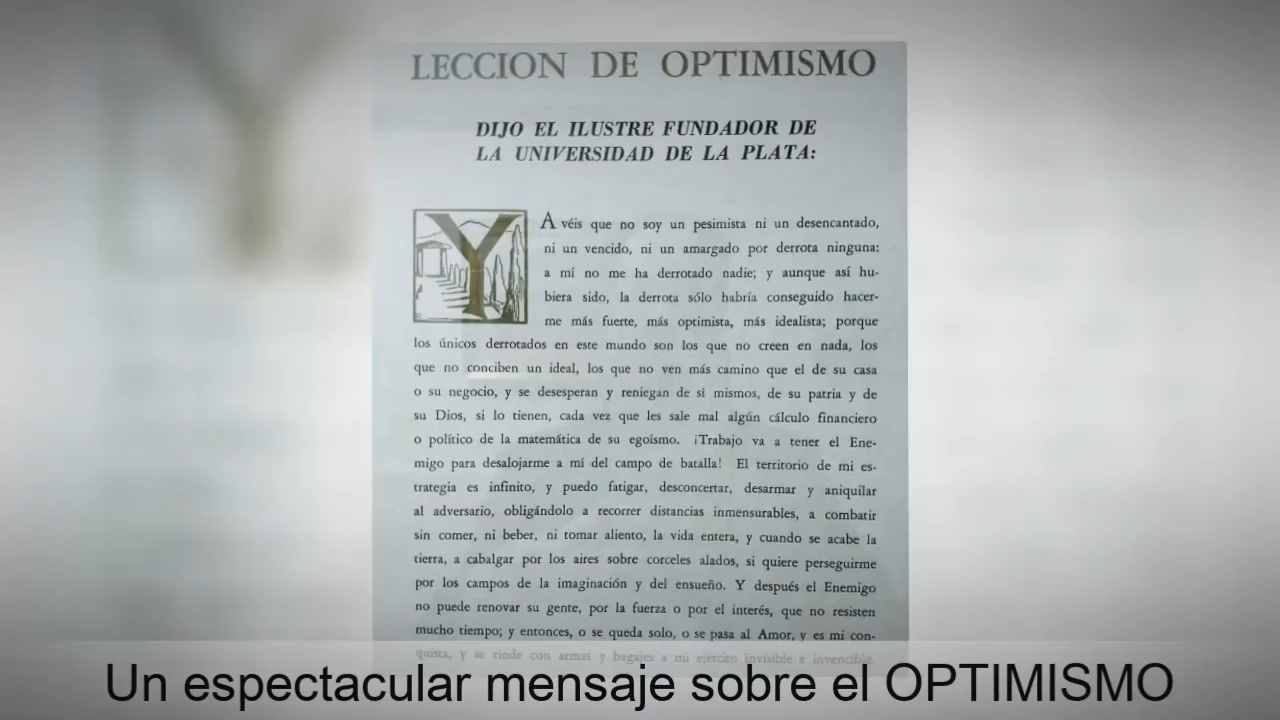 LECCION DE OPTIMISMO
DIJO EL ILUSTRE FUNDADOR DE
LA UNIVERSIDAD DE LA PLATA:
YA véis que no soy un pesimista ni un desencantado,
ni un vencido, ni un amargado por derrota ninguna:
a mí no me ha derrotado nadie; y aunque así hu-
biera sido, la derrota sólo habría conseguido hacer-
me más fuerte, más optimista, más idealista; porque
los únicos derrotados en este mundo son los que no creen en nada, los
que no conciben un ideal, los que no ven más camino que el de su casa
o su negocio, y se desesperan y reniegan de sí mismos, de su patria y de
su Dios, si lo tienen, cada vez que les sale mal algún cálculo financiero
o político de la matemática de su egoísmo. ¡Trabajo va a tener el Ene-
migo para desalojarme a mí del campo de batalla! El territorio de mi es-
trategia es infinito, y puedo fatigar, desconcertar, desarmar y aniquilar
al adversario, obligándolo a recorrer distancias inmensurables, a combatir
sin comer, ni beber, ni tomar aliento, la vida entera, y cuando se acabe la
tierra, a cabalgar por los aires sobre corceles alados, si quiere perseguirme
por los campos de la imaginación y del ensueño. Y después el Enemigo
no puede renovar su gente, por la fuerza o por el interés, que no resisten
mucho tiempo; y entonces, o se queda solo, o se pasa al Amor, y es mi con-
quista, y se rinde con armas y bagajes a mi ejército invisible e invencible.
Un espectacular mensaje sobre el OPTIMISMO